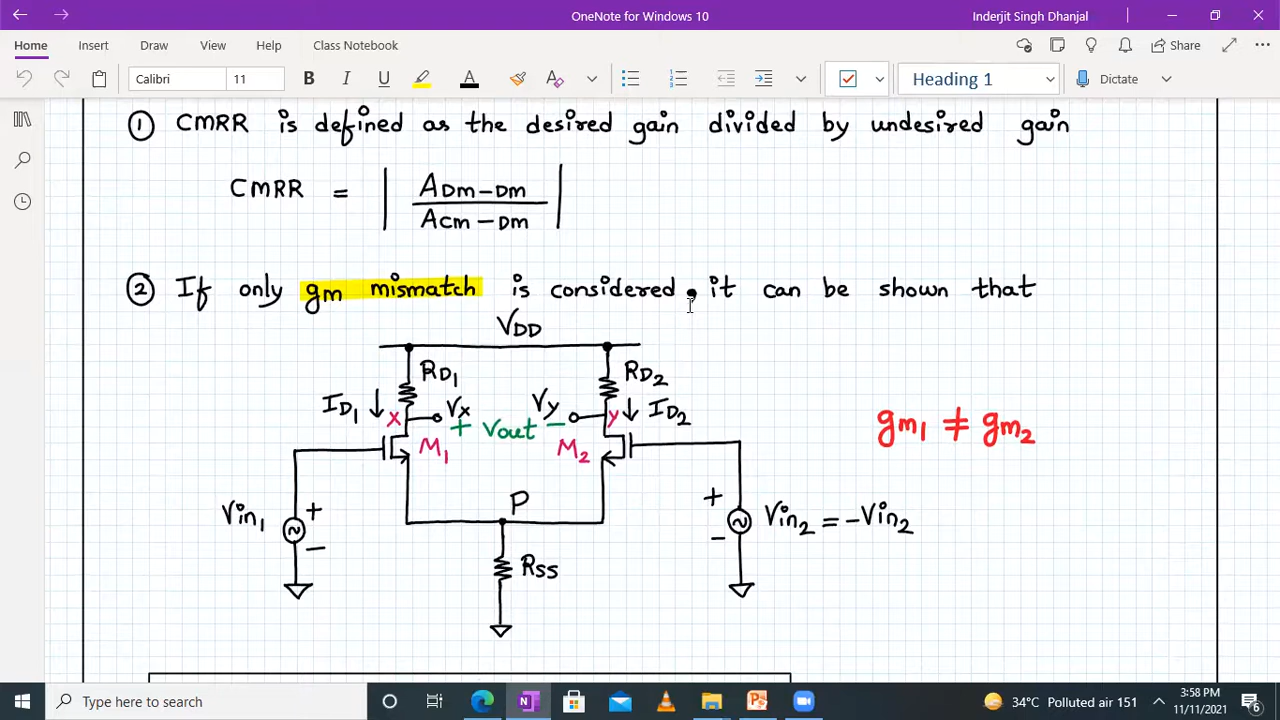 OneNote for Windows 10
Inderjit Singh Dhanjal
Home Insert Draw View Help Class Notebook
Share
Calibri 11 B I U A A Heading 1 Dictate
① CMRR is defined as the desired gain divided by undesired gain
CMRR = | ADM-DM / ACM-DM |
② If only gm mismatch is considered, it can be shown that
VDD
RD1 RD2
ID1 Vx Vy ID2
X + Vout - Y
M1 M2
gm1 ≠ gm2
P
Vin1 + - + - Vin2 = -Vin2
RSS
Type here to search
34°C Polluted air 151
3:58 PM
11/11/2021
6